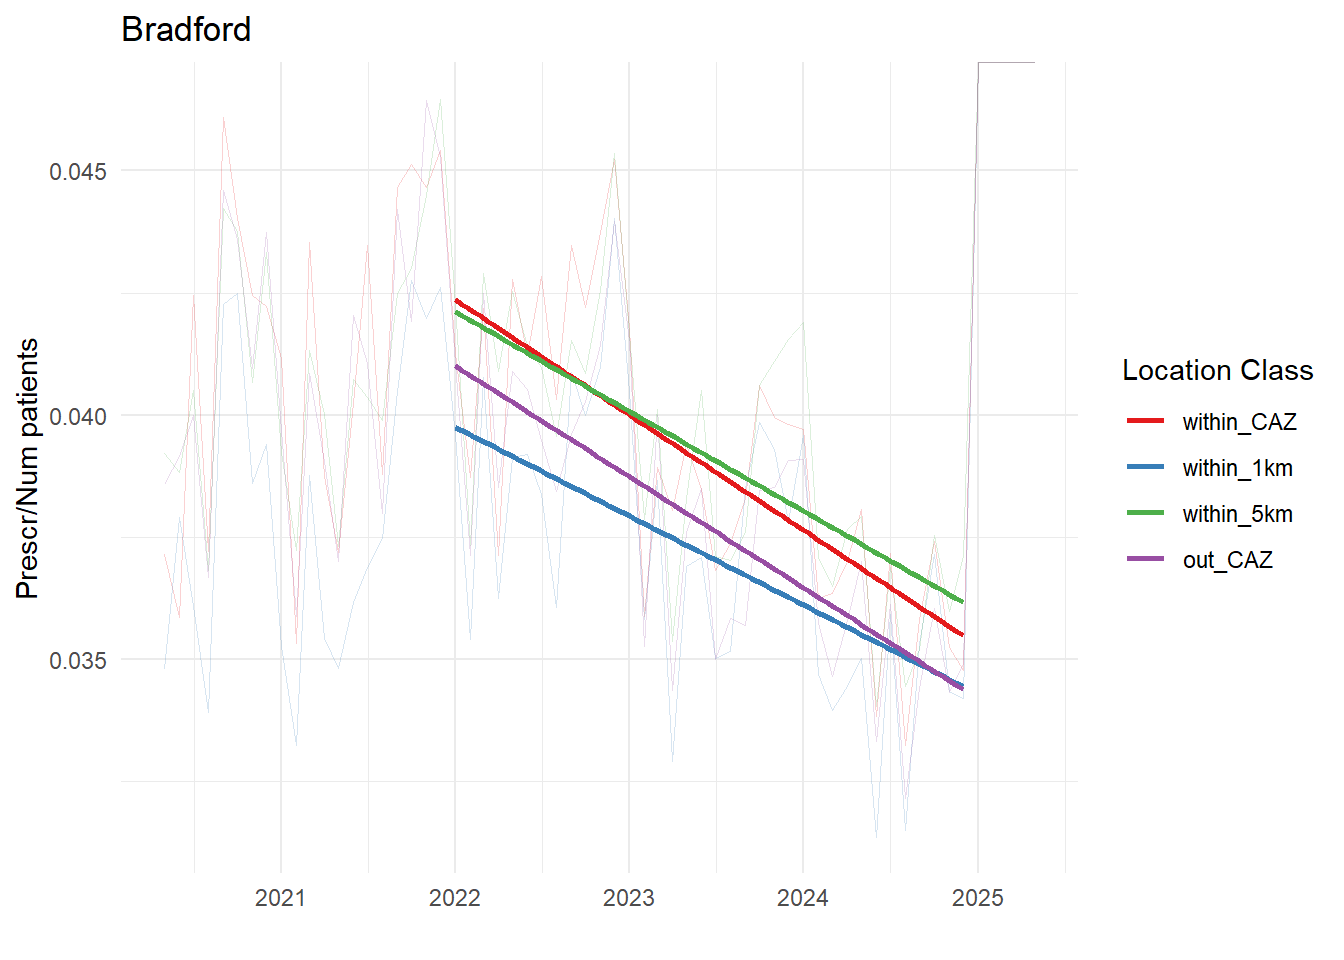 Bradford
Prescr/Num patients
0.045
0.040
0.035
2021 2022 2023 2024 2025
Location Class
within_CAZ
within_1km
within_5km
out_CAZ